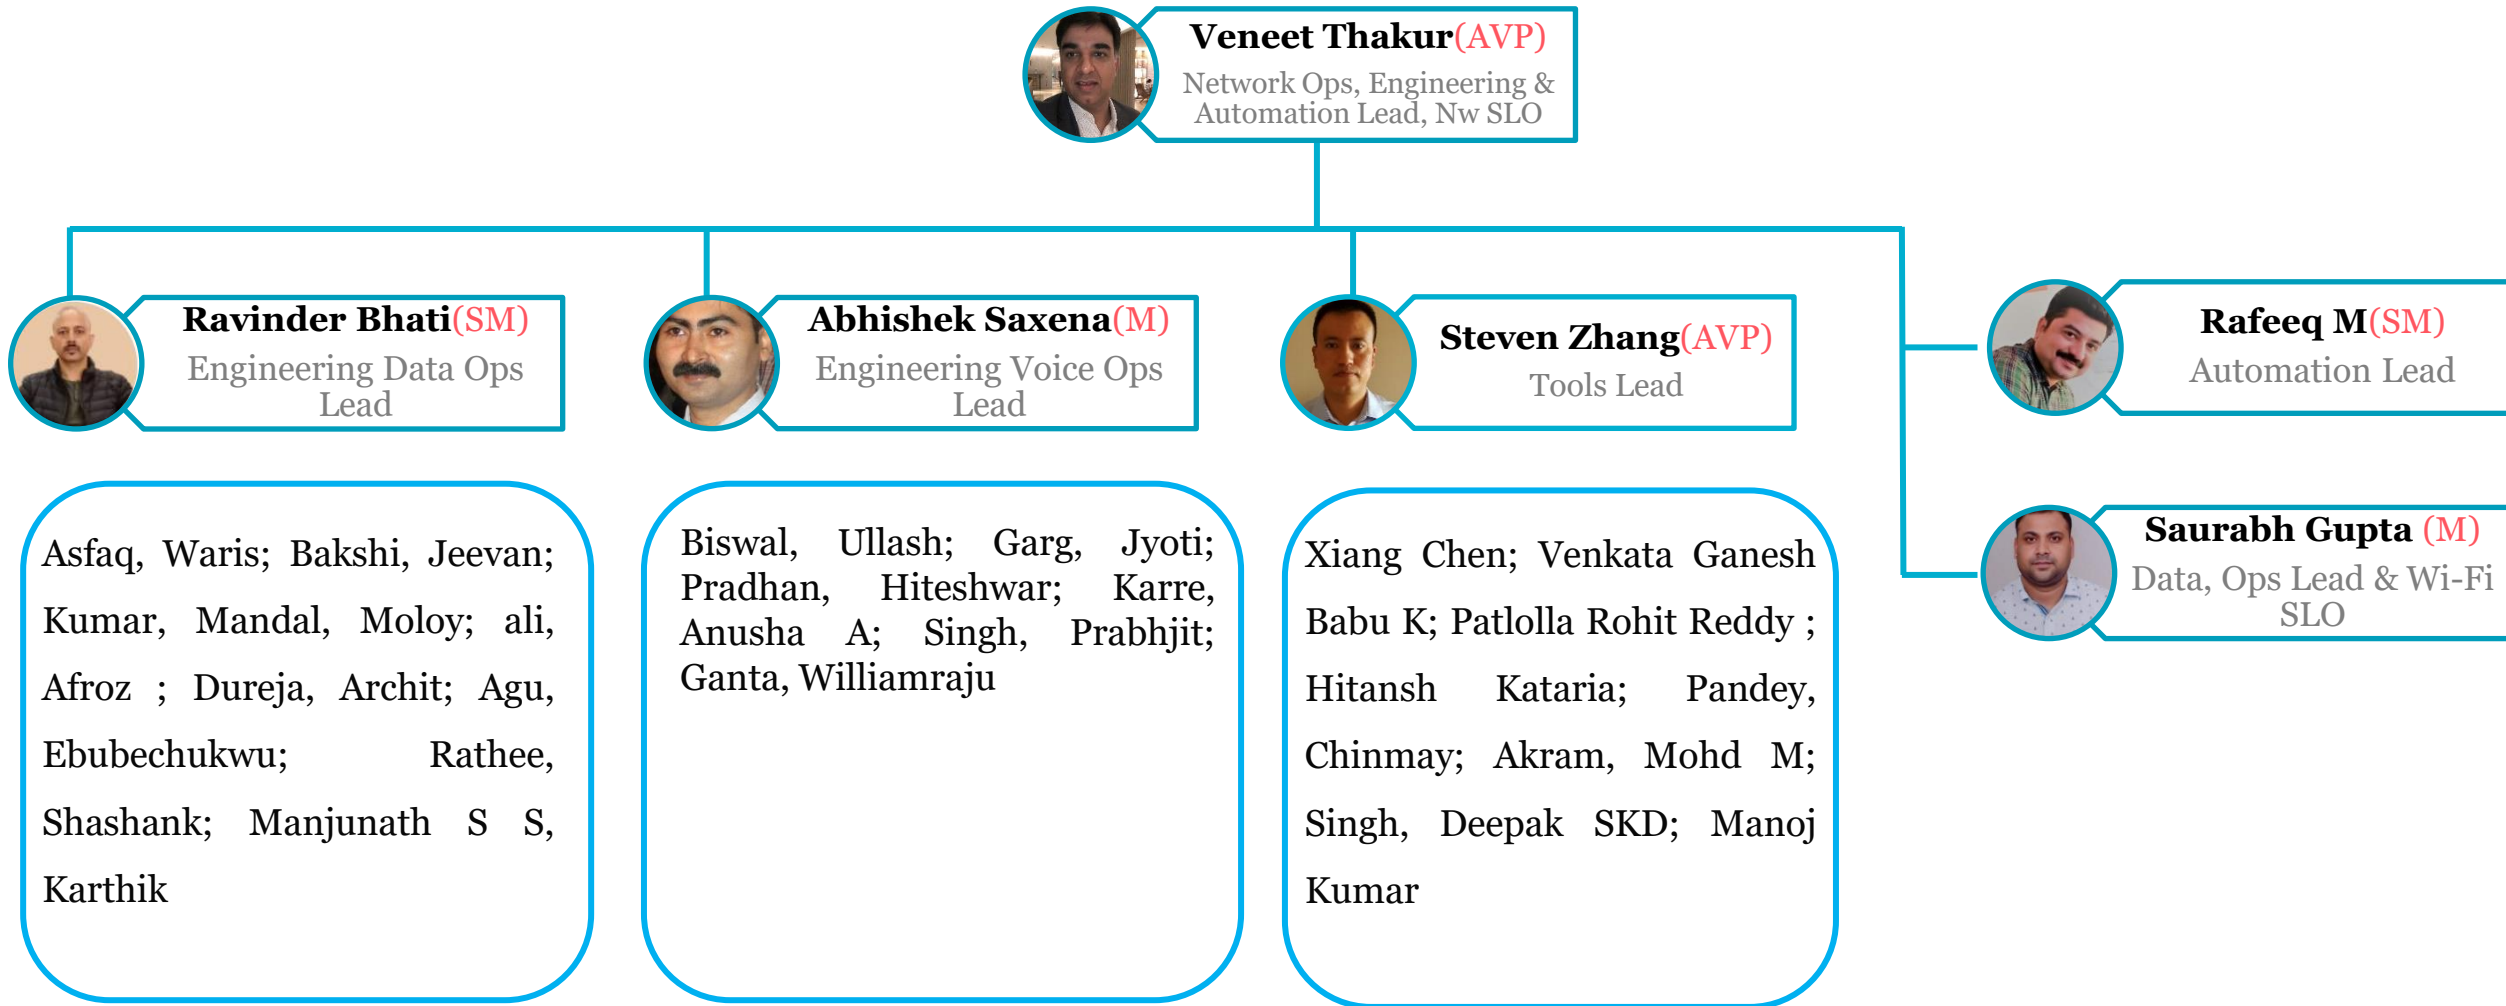 Veneet Thakur(AVP)
Network Ops, Engineering &
Automation Lead, Nw SLO
Ravinder Bhati(SM)
Engineering Data Ops
Lead
Abhishek Saxena(M)
Engineering Voice Ops
Lead
Steven Zhang(AVP)
Tools Lead
Rafeeq M(SM)
Automation Lead
Saurabh Gupta (M)
Data, Ops Lead & Wi-Fi
SLO
Asfaq, Waris; Bakshi, Jeevan;
Kumar, Mandal, Moloy; ali,
Afroz ; Dureja, Archit; Agu,
Ebubechukwu; Rathee,
Shashank; Manjunath S S,
Karthik
Biswal, Ullash; Garg, Jyoti;
Pradhan, Hiteshwar; Karre,
Anusha A; Singh, Prabhjit;
Ganta, Williamraju
Xiang Chen; Venkata Ganesh
Babu K; Patlolla Rohit Reddy ;
Hitansh Kataria; Pandey,
Chinmay; Akram, Mohd M;
Singh, Deepak SKD; Manoj
Kumar